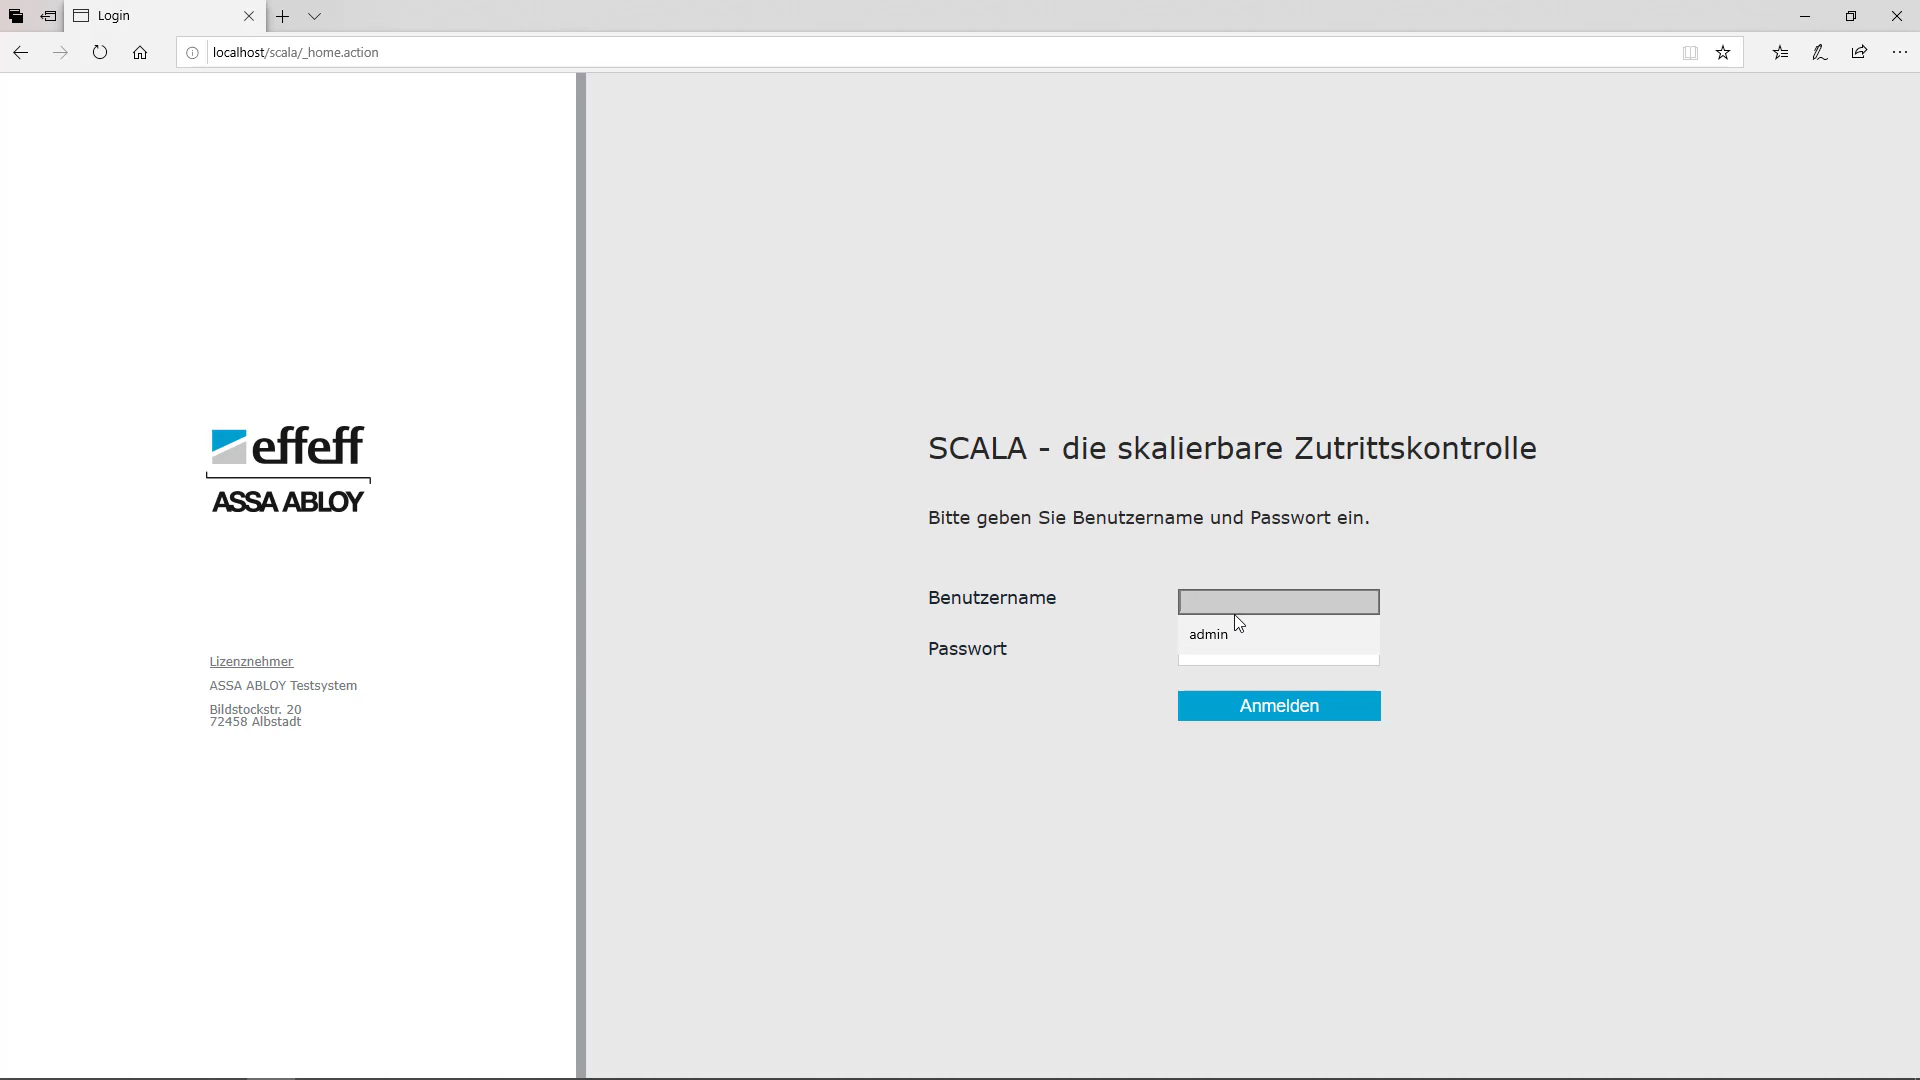 Login
localhost/scala/_home.action
effeff
ASSA ABLOY
Lizenznehmer
ASSA ABLOY Testsystem
Bildstockstr. 20
72458 Albstadt
SCALA - die skalierbare Zutrittskontrolle
Bitte geben Sie Benutzername und Passwort ein.
Benutzername
admin
Passwort
Anmelden